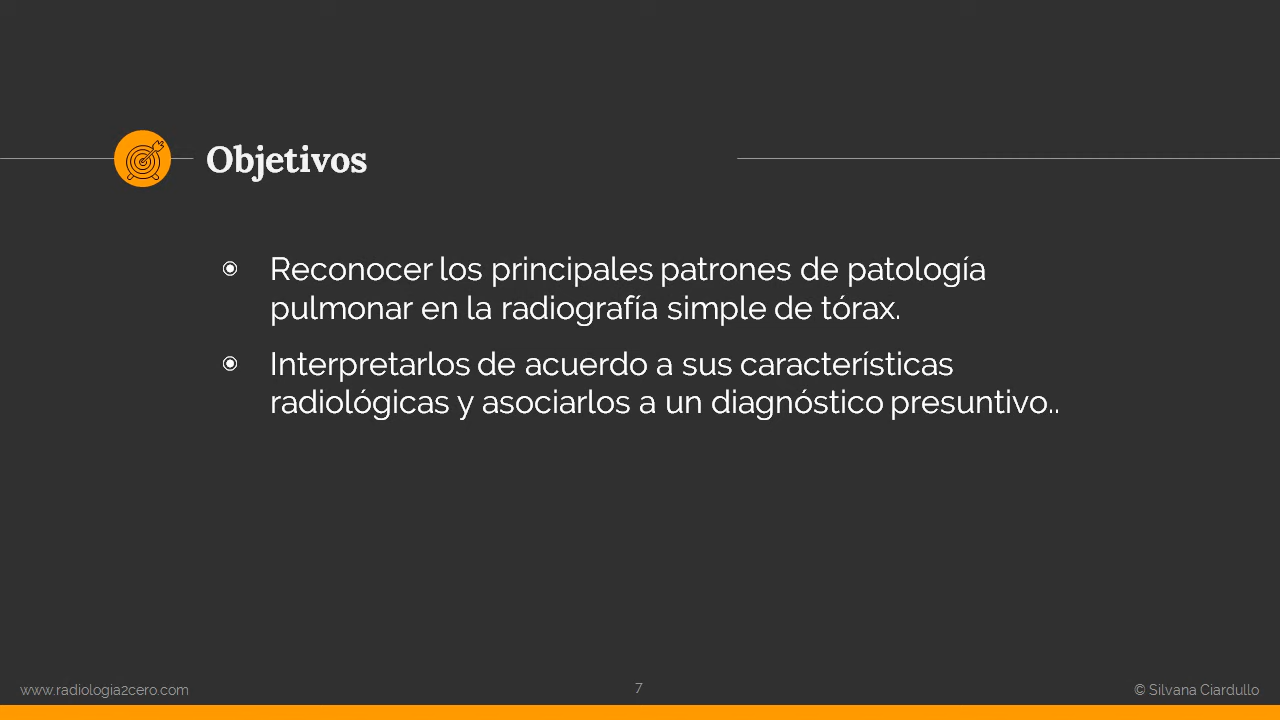 Objetivos
◉ Reconocer los principales patrones de patología
pulmonar en la radiografía simple de tórax.
◉ Interpretarlos de acuerdo a sus características
radiológicas y asociarlos a un diagnóstico presuntivo..
www.radiologia2cero.com
7
© Silvana Ciardullo